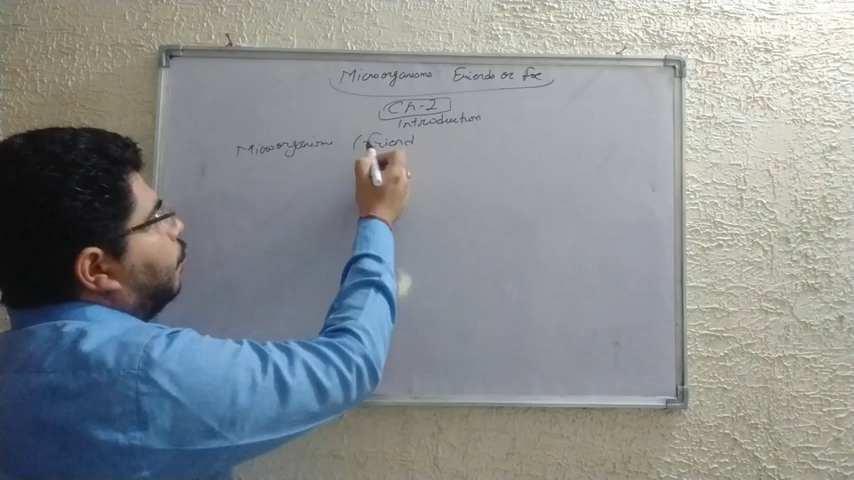 Microorganisms: Friends or foe
Ch-2
Introduction
Microorganisms (friend